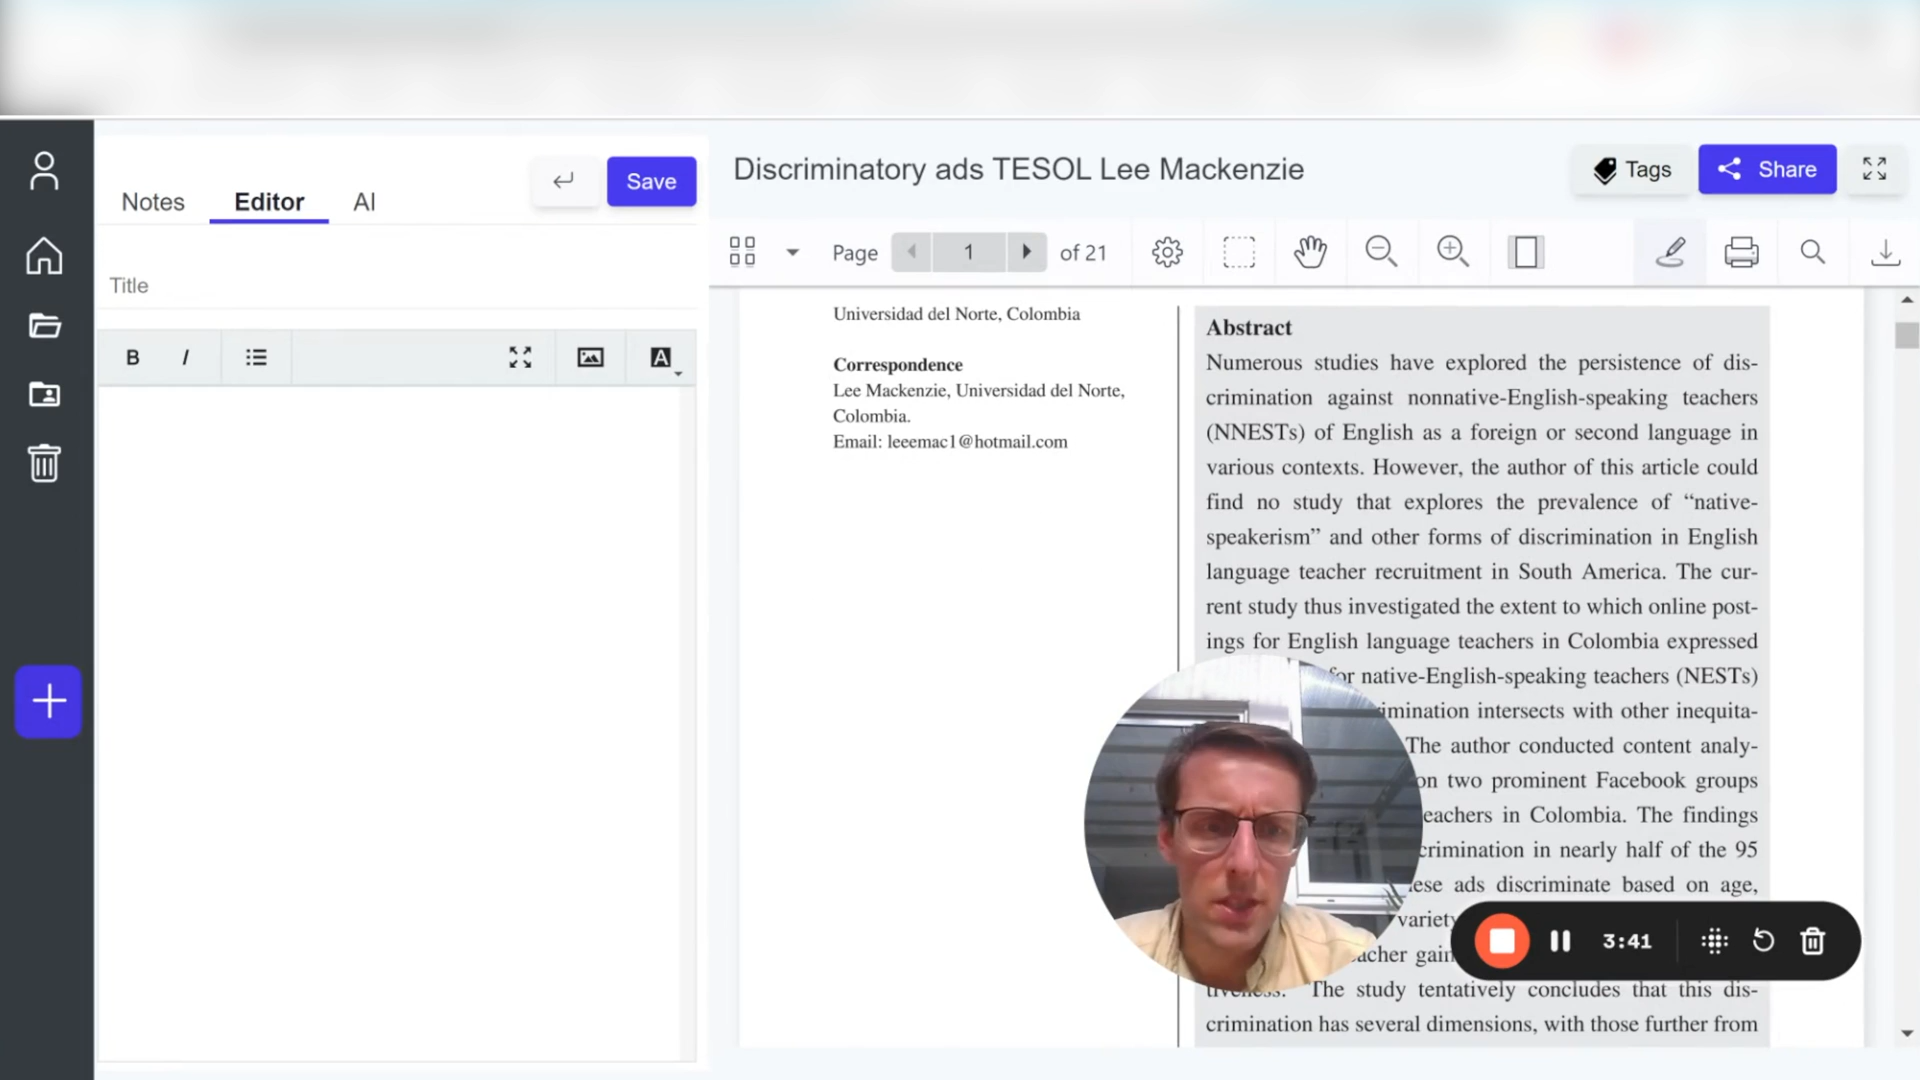 Notes
Editor
AI
Save
Title
B
I
A
Discriminatory ads TESOL Lee Mackenzie
Tags
Share
Page
1
of 21
Universidad del Norte, Colombia
Correspondence
Lee Mackenzie, Universidad del Norte,
Colombia.
Email: leeemac1@hotmail.com
Abstract
Numerous studies have explored the persistence of dis-
crimination against nonnative-English-speaking teachers
(NNESTs) of English as a foreign or second language in
various contexts. However, the author of this article could
find no study that explores the prevalence of “native-
speakerism” and other forms of discrimination in English
language teacher recruitment in South America. The cur-
rent study thus investigated the extent to which online post-
ings for English language teachers in Colombia expressed
for native-English-speaking teachers (NESTs)
imination intersects with other inequita-
The author conducted content analy-
on two prominent Facebook groups
eachers in Colombia. The findings
crimination in nearly half of the 95
ese ads discriminate based on age,
variety
acher gain
tiveness. The study tentatively concludes that this dis-
crimination has several dimensions, with those further from
3:41